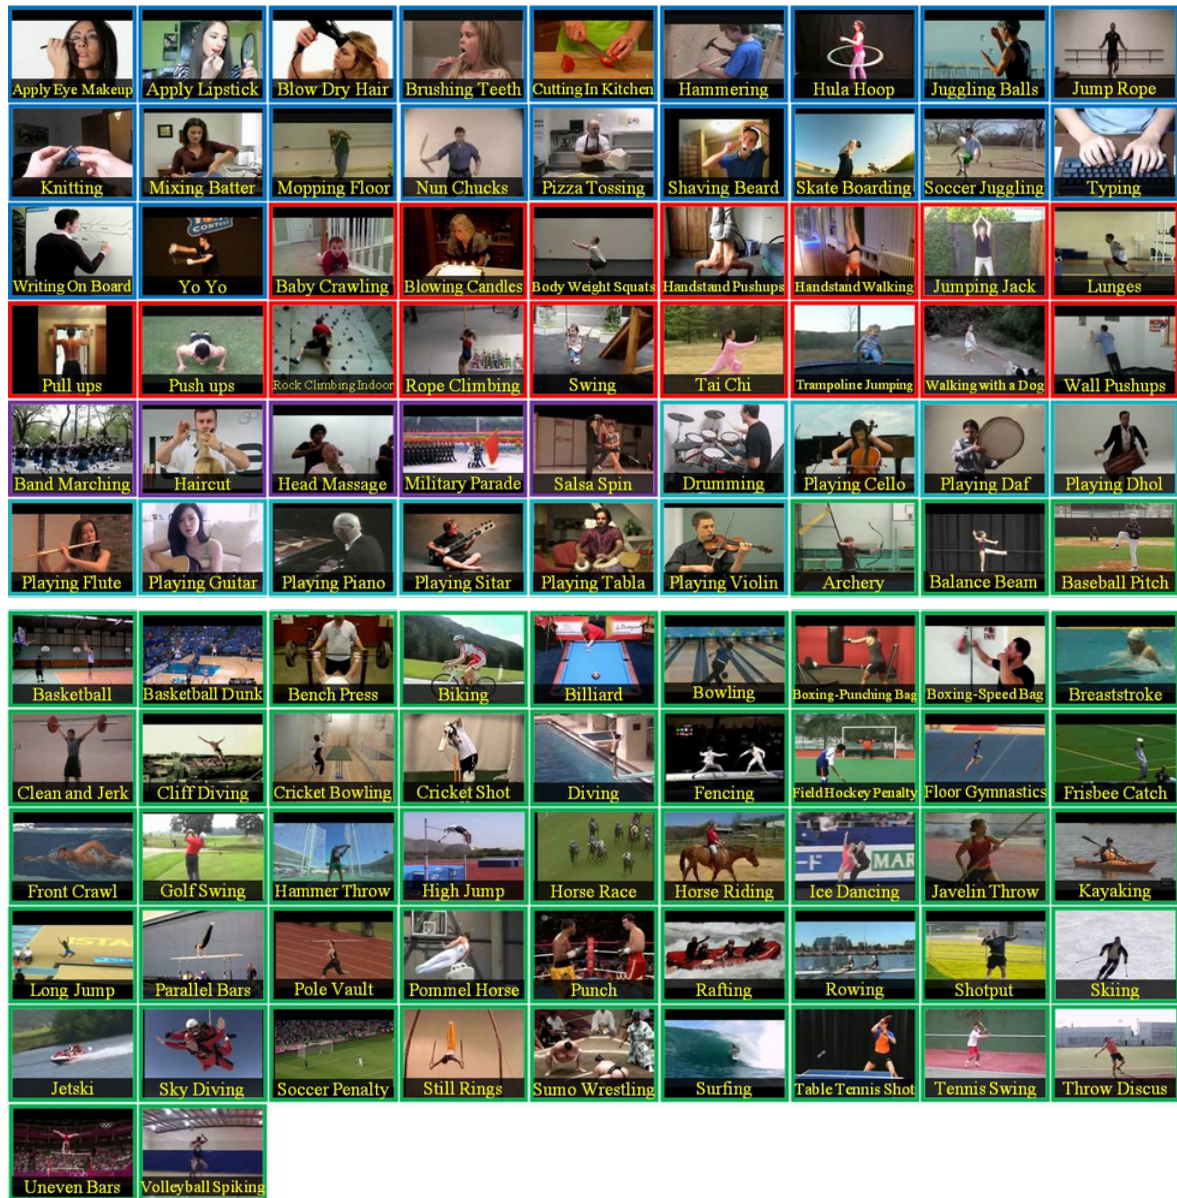 Apply Eye Makeup
Apply Lipstick
Blow Dry Hair
Brushing Teeth
Cutting In Kitchen
Hammering
Hula Hoop
Juggling Balls
Jump Rope
Knitting
Mixing Batter
Mopping Floor
Nun Chucks
Pizza Tossing
Shaving Beard
Skate Boarding
Soccer Juggling
Typing
CONTEST
Writing On Board
Yo Yo
Baby Crawling
Blowing Candles
Body Weight Squats
Handstand Pushups
Handstand Walking
Jumping Jack
Lunges
Pull ups
Push ups
Rock Climbing Indoor
Rope Climbing
Swing
Tai Chi
Trampoline Jumping
Walking with a Dog
Wall Pushups
Band Marching
Haircut
Head Massage
Military Parade
Salsa Spin
Drumming
Playing Cello
Playing Daf
Playing Dhol
Playing Flute
Playing Guitar
Playing Piano
Playing Sitar
Playing Tabla
Playing Violin
Archery
Balance Beam
Baseball Pitch
Basketball
Basketball Dunk
Bench Press
Biking
Billiard
Bowling
Boxing-Punching Bag
Boxing-Speed Bag
Breaststroke
Clean and Jerk
Cliff Diving
Cricket Bowling
Cricket Shot
Diving
Fencing
Field Hockey Penalty
Floor Gymnastics
Frisbee Catch
MAR
Front Crawl
Golf Swing
Hammer Throw
High Jump
Horse Race
Horse Riding
Ice Dancing
Javelin Throw
Kayaking
ISTA
Long Jump
Parallel Bars
Pole Vault
Pommel Horse
Punch
Rafting
Rowing
Shotput
Skiing
Jetski
Sky Diving
Soccer Penalty
Still Rings
Sumo Wrestling
Surfing
Table Tennis Shot
Tennis Swing
Throw Discus
Uneven Bars
Volleyball Spiking